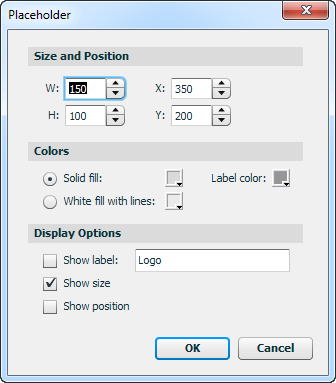 Placeholder
Size and Position
W: 150 X: 350
H: 100 Y: 200
Colors
Solid fill: Label color:
White fill with lines:
Display Options
Show label: Logo
Show size
Show position
OK Cancel